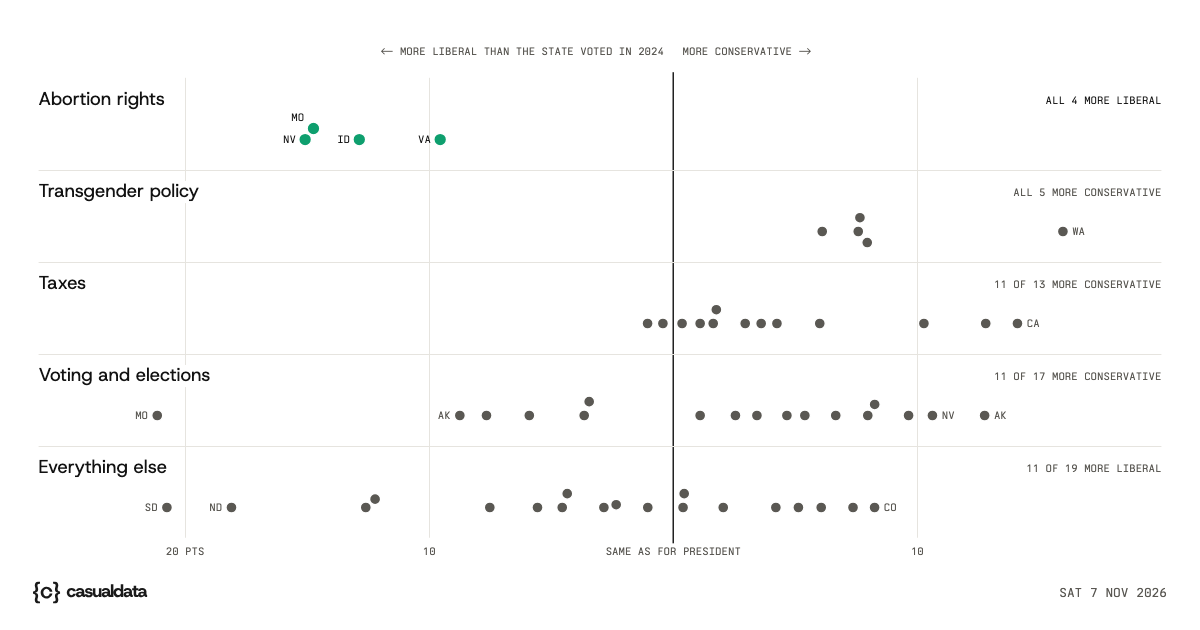 ← MORE LIBERAL THAN THE STATE VOTED IN 2024 MORE CONSERVATIVE →
Abortion rights
ALL 4 MORE LIBERAL
MO
NV ID VA
Transgender policy
ALL 5 MORE CONSERVATIVE
WA
Taxes
11 OF 13 MORE CONSERVATIVE
CA
Voting and elections
11 OF 17 MORE CONSERVATIVE
MO AK NV AK
Everything else
11 OF 19 MORE LIBERAL
SD ND CO
20 PTS 10 SAME AS FOR PRESIDENT 10
{c} casualdata
SAT 7 NOV 2026